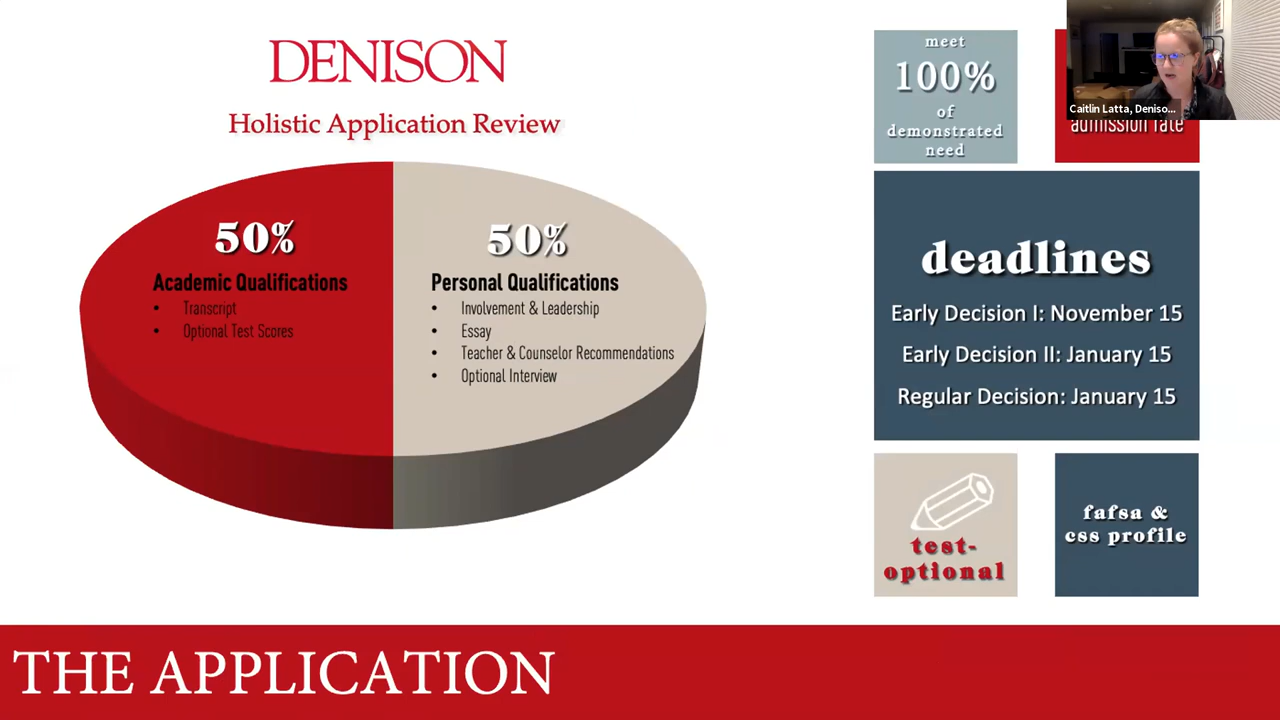 DENISON
Holistic Application Review
50%
Academic Qualifications
• Transcript
• Optional Test Scores
50%
Personal Qualifications
• Involvement & Leadership
• Essay
• Teacher & Counselor Recommendations
• Optional Interview
meet
100%
of
demonstrated
need
Caitlin Latta, Deniso...
admission rate
deadlines
Early Decision I: November 15
Early Decision II: January 15
Regular Decision: January 15
test-
optional
fafsa &
css profile
THE APPLICATION